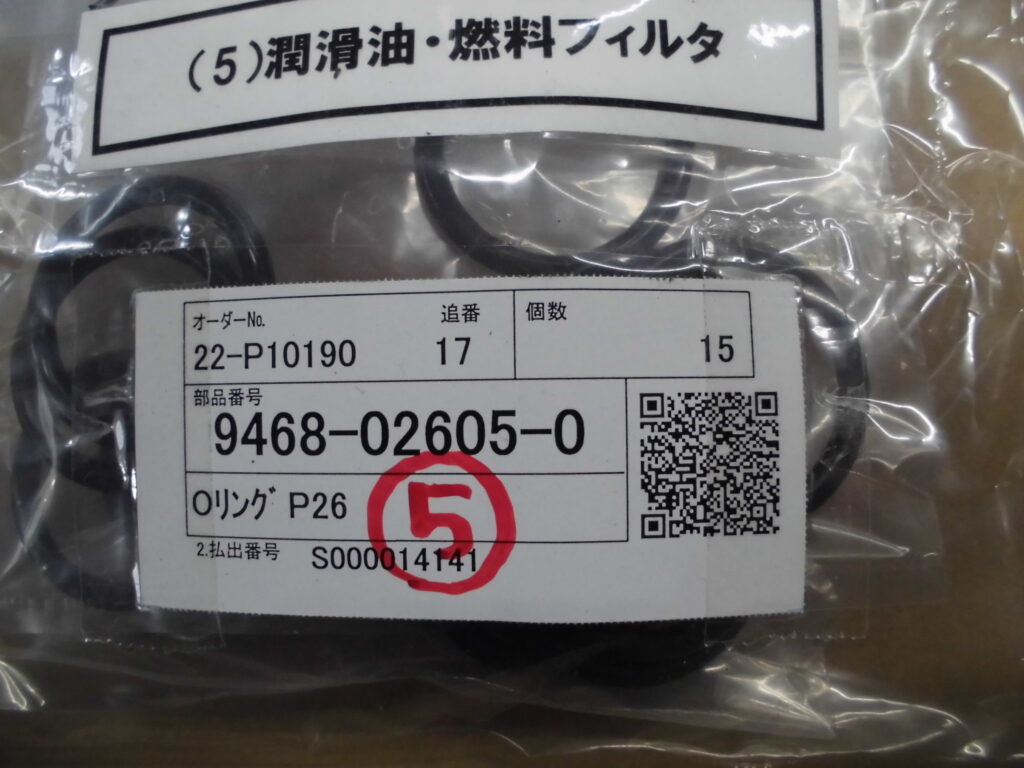 (5)潤滑油・燃料フィルタ
オーダーNo. 追番 個数
22-P10190 17 15
部品番号
9468-02605-0
Oリング P26
5
2.払出番号 S000014141